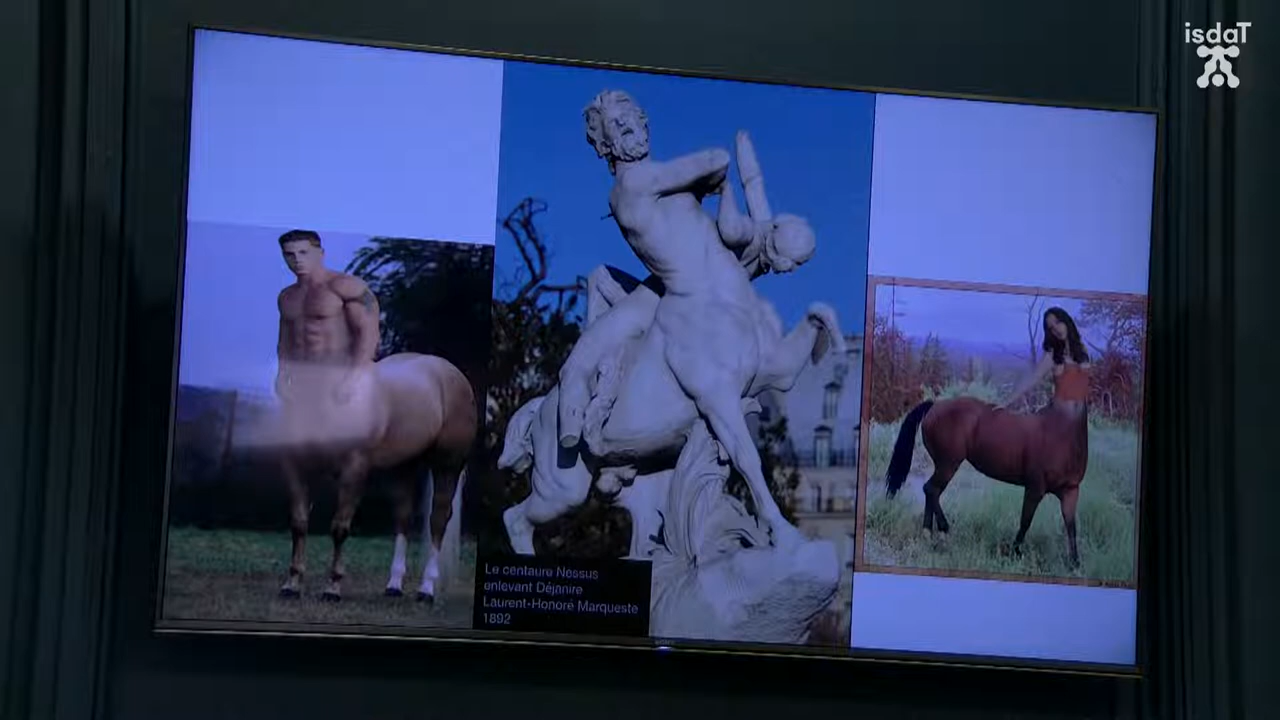 isdaT
Le centaure Nessus
enlevant Déjanire
Laurent-Honoré Marqueste
1892